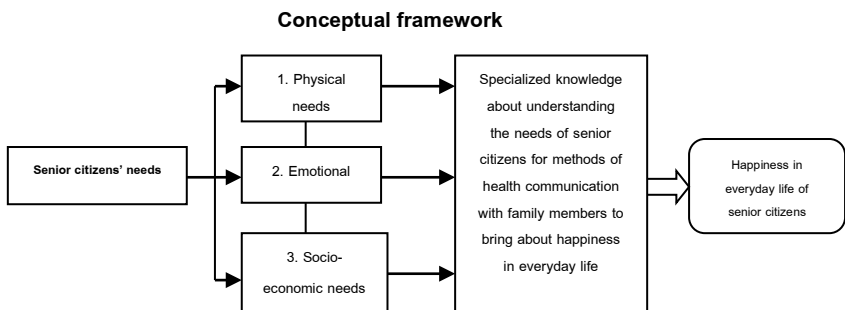 Conceptual framework
Senior citizens' needs
1. Physical
needs
2. Emotional
3. Socio-
economic needs
Specialized knowledge
about understanding
the needs of senior
citizens for methods of
health communication
with family members to
bring about happiness
in everyday life
Happiness in
everyday life of
senior citizens